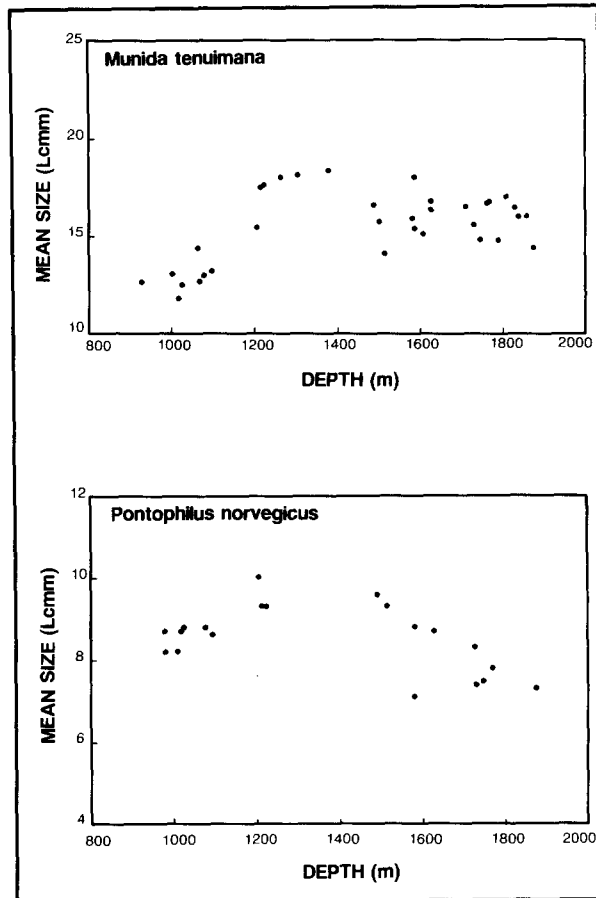 Munida tenuimana
25
20
15
10
MEAN SIZE (Lcmm)
800 1000 1200 1400 1600 1800 2000
DEPTH (m)
Pontophilus norvegicus
12
10
8
6
4
MEAN SIZE (Lcmm)
800 1000 1200 1400 1600 1800 2000
DEPTH (m)